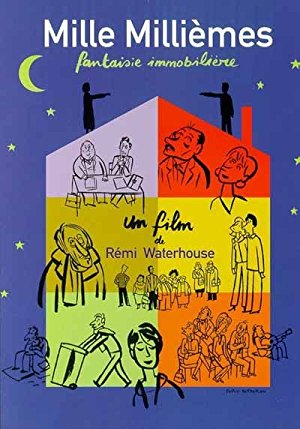 Mille Millièmes
fantaisie immobilière
un film
de
Rémi Waterhouse